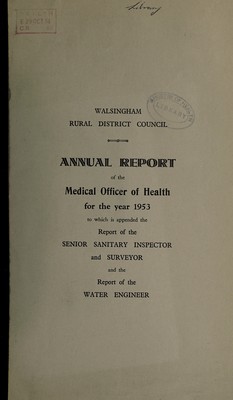 Library
WALSINGHAM
RURAL DISTRICT COUNCIL
ANNUAL REPORT
of the
Medical Officer of Health
for the year 1953
to which is appended the
Report of the
SENIOR SANITARY INSPECTOR
and SURVEYOR
and the
Report of the
WATER ENGINEER